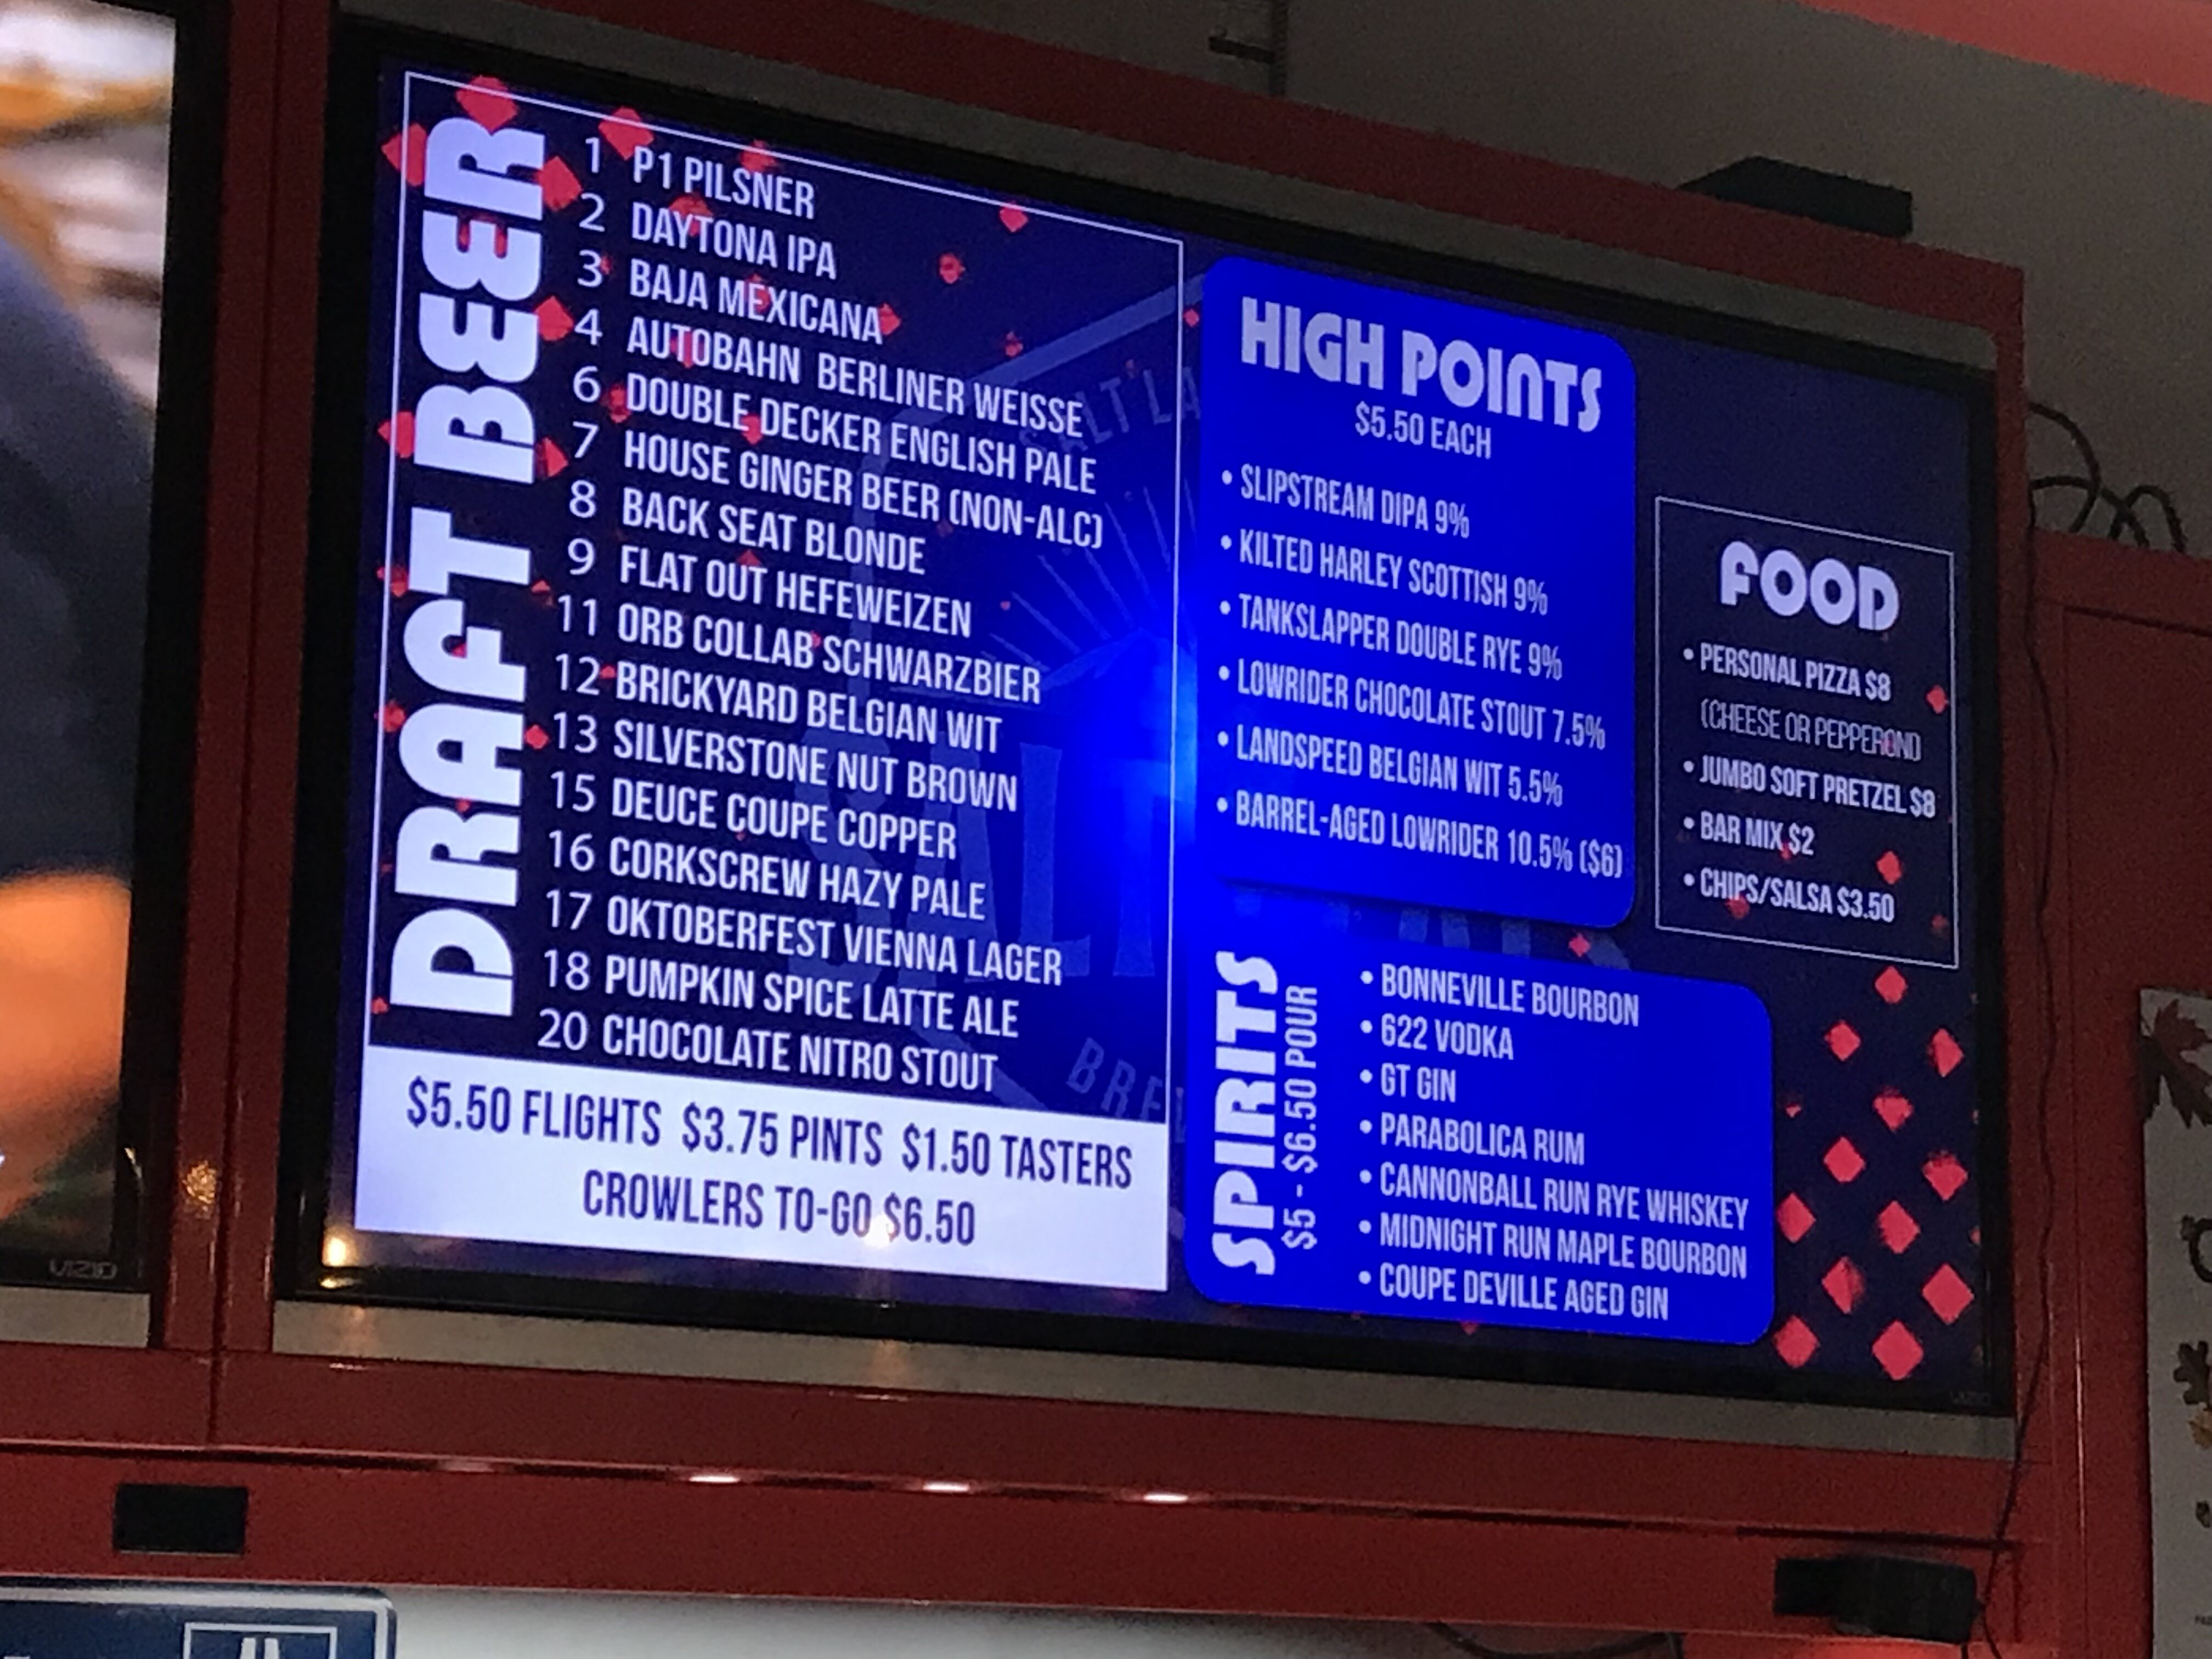 DRAFT BEER
1 P1 PILSNER
2 DAYTONA IPA
3 BAJA MEXICANA
4 AUTOBAHN BERLINER WEISSE
6 DOUBLE DECKER ENGLISH PALE
7 HOUSE GINGER BEER (NON-ALC)
8 BACK SEAT BLONDE
9 FLAT OUT HEFEWEIZEN
11 ORB COLLAB SCHWARZBIER
12 BRICKYARD BELGIAN WIT
13 SILVERSTONE NUT BROWN
15 DEUCE COUPE COPPER
16 CORKSCREW HAZY PALE
17 OKTOBERFEST VIENNA LAGER
18 PUMPKIN SPICE LATTE ALE
20 CHOCOLATE NITRO STOUT
$5.50 FLIGHTS $3.75 PINTS $1.50 TASTERS
CROWLERS TO-GO $6.50
HIGH POINTS
$5.50 EACH
• SLIPSTREAM DIPA 9%
• KILTED HARLEY SCOTTISH 9%
• TANKSLAPPER DOUBLE RYE 9%
• LOWRIDER CHOCOLATE STOUT 7.5%
• LANDSPEED BELGIAN WIT 5.5%
• BARREL-AGED LOWRIDER 10.5% ($6)
SPIRITS
$5 - $6.50 POUR
• BONNEVILLE BOURBON
• 622 VODKA
• GT GIN
• PARABOLICA RUM
• CANNONBALL RUN RYE WHISKEY
• MIDNIGHT RUN MAPLE BOURBON
• COUPE DEVILLE AGED GIN
FOOD
• PERSONAL PIZZA $8
(CHEESE OR PEPPERONI)
• JUMBO SOFT PRETZEL $8
• BAR MIX $2
• CHIPS/SALSA $3.50
VIZIO